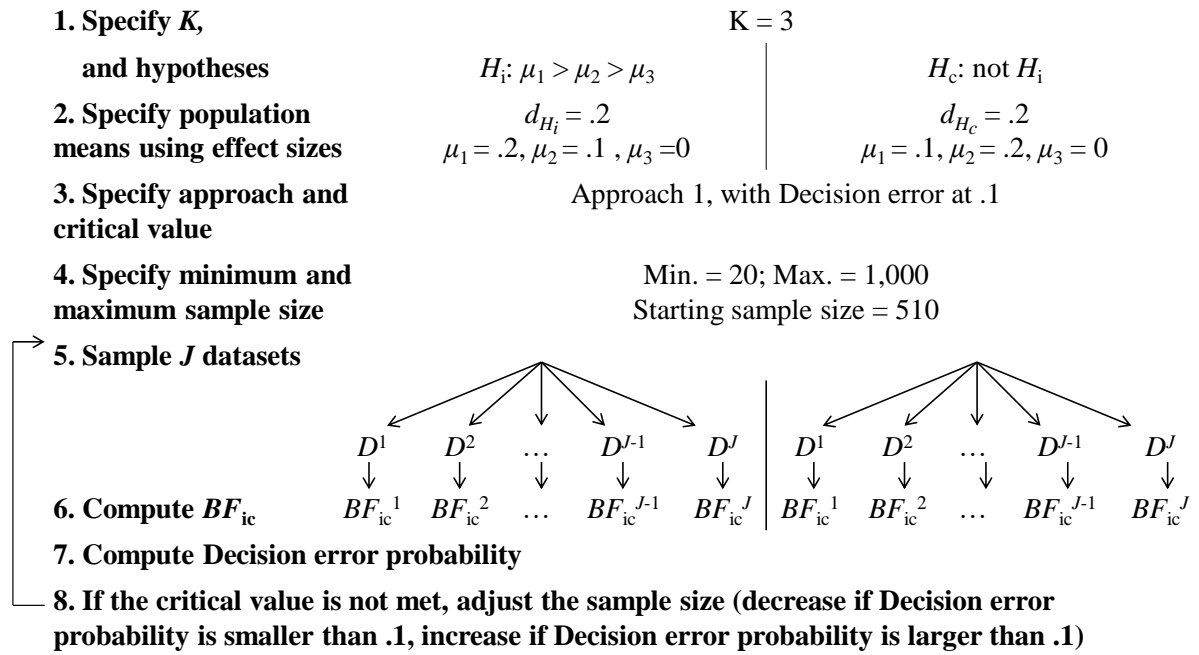 1. Specify K, K = 3
and hypotheses Hi: μ1 > μ2 > μ3 Hc: not Hi
2. Specify population dHi = .2 dHc = .2
means using effect sizes μ1 = .2, μ2 = .1 , μ3 =0 μ1 = .1, μ2 = .2, μ3 = 0
3. Specify approach and Approach 1, with Decision error at .1
critical value
4. Specify minimum and Min. = 20; Max. = 1,000
maximum sample size Starting sample size = 510
5. Sample J datasets
D1 D2 … DJ-1 DJ D1 D2 … DJ-1 DJ
6. Compute BFic BFic1 BFic2 … BFicJ-1 BFicJ BFic1 BFic2 … BFicJ-1 BFicJ
7. Compute Decision error probability
8. If the critical value is not met, adjust the sample size (decrease if Decision error
probability is smaller than .1, increase if Decision error probability is larger than .1)